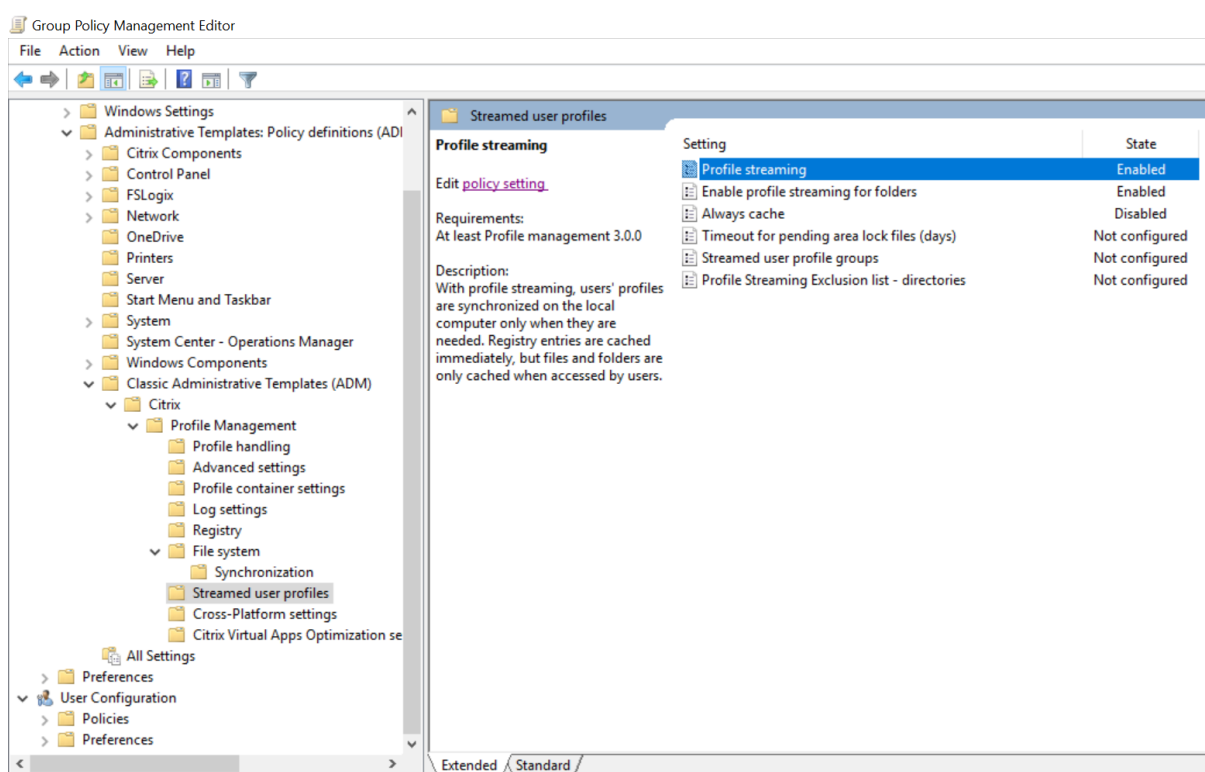 Group Policy Management Editor
File Action View Help
Windows Settings
Administrative Templates: Policy definitions (ADI
Citrix Components
Control Panel
FSLogix
Network
OneDrive
Printers
Server
Start Menu and Taskbar
System
System Center - Operations Manager
Windows Components
Classic Administrative Templates (ADM)
Citrix
Profile Management
Profile handling
Advanced settings
Profile container settings
Log settings
Registry
File system
Synchronization
Streamed user profiles
Cross-Platform settings
Citrix Virtual Apps Optimization se
All Settings
Preferences
User Configuration
Policies
Preferences
Streamed user profiles
Profile streaming
Edit policy setting
Requirements:
At least Profile management 3.0.0
Description:
With profile streaming, users' profiles
are synchronized on the local
computer only when they are
needed. Registry entries are cached
immediately, but files and folders are
only cached when accessed by users.
Setting State
Profile streaming Enabled
Enable profile streaming for folders Enabled
Always cache Disabled
Timeout for pending area lock files (days) Not configured
Streamed user profile groups Not configured
Profile Streaming Exclusion list - directories Not configured
Extended Standard